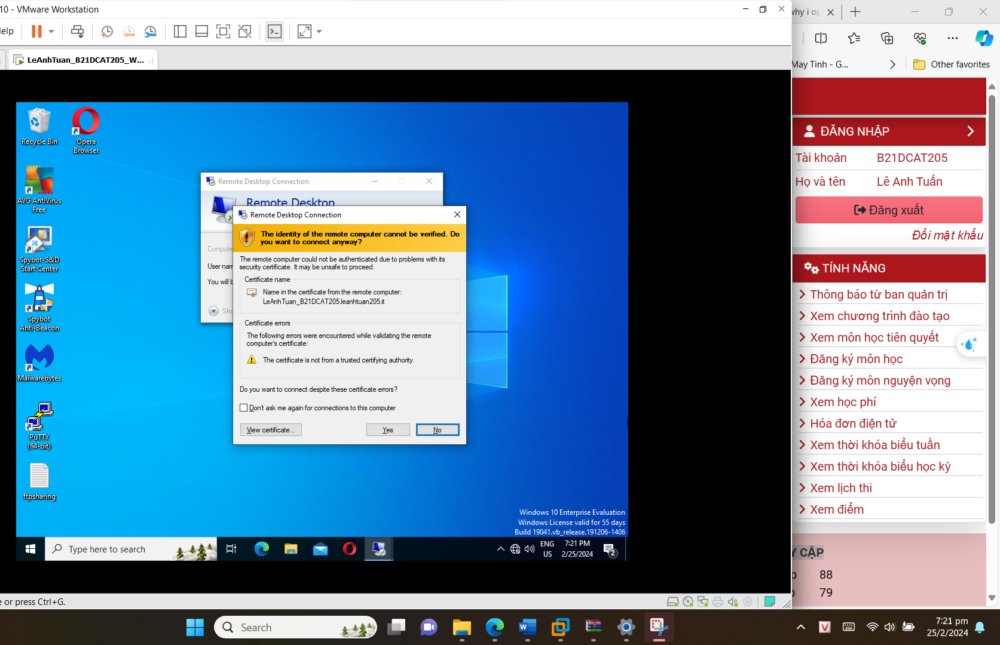 10 - VMware Workstation
elp
LeAnhTuan_B21DCAT205_W...
Recycle Bin
Opera
Browser
AVG AntiVirus
Free
Spybot-S&D
Start Center
Spybot
Anti-Beacon
Malwarebytes
PuTTY
(64-bit)
ftpsharing
Remote Desktop Connection
Remote Desktop
Compute
User nam
You will b
Sho
Remote Desktop Connection
The identity of the remote computer cannot be verified. Do
you want to connect anyway?
The remote computer could not be authenticated due to problems with its
security certificate. It may be unsafe to proceed.
Certificate name
Name in the certificate from the remote computer:
LeAnhTuan_B21DCAT205.leanhtuan205.it
Certificate errors
The following errors were encountered while validating the remote
computer's certificate:
The certificate is not from a trusted certifying authority.
Do you want to connect despite these certificate errors?
Don't ask me again for connections to this computer
View certificate...
Yes
No
Windows 10 Enterprise Evaluation
Windows License valid for 55 days
Build 19041.vb_release.191206-1406
Type here to search
ENG
US
7:21 PM
2/25/2024
2
e or press Ctrl+G.
why i op
May Tinh - G...
Other favorites
ĐĂNG NHẬP
Tài khoản B21DCAT205
Họ và tên Lê Anh Tuấn
Đăng xuất
Đổi mật khẩu
TÍNH NĂNG
Thông báo từ ban quản trị
Xem chương trình đào tạo
Xem môn học tiên quyết
Đăng ký môn học
Đăng ký môn nguyện vọng
Xem học phí
Hóa đơn điện tử
Xem thời khóa biểu tuần
Xem thời khóa biểu học kỳ
Xem lịch thi
Xem điểm
Y CẬP
88
79
Search
7:21 pm
25/2/2024